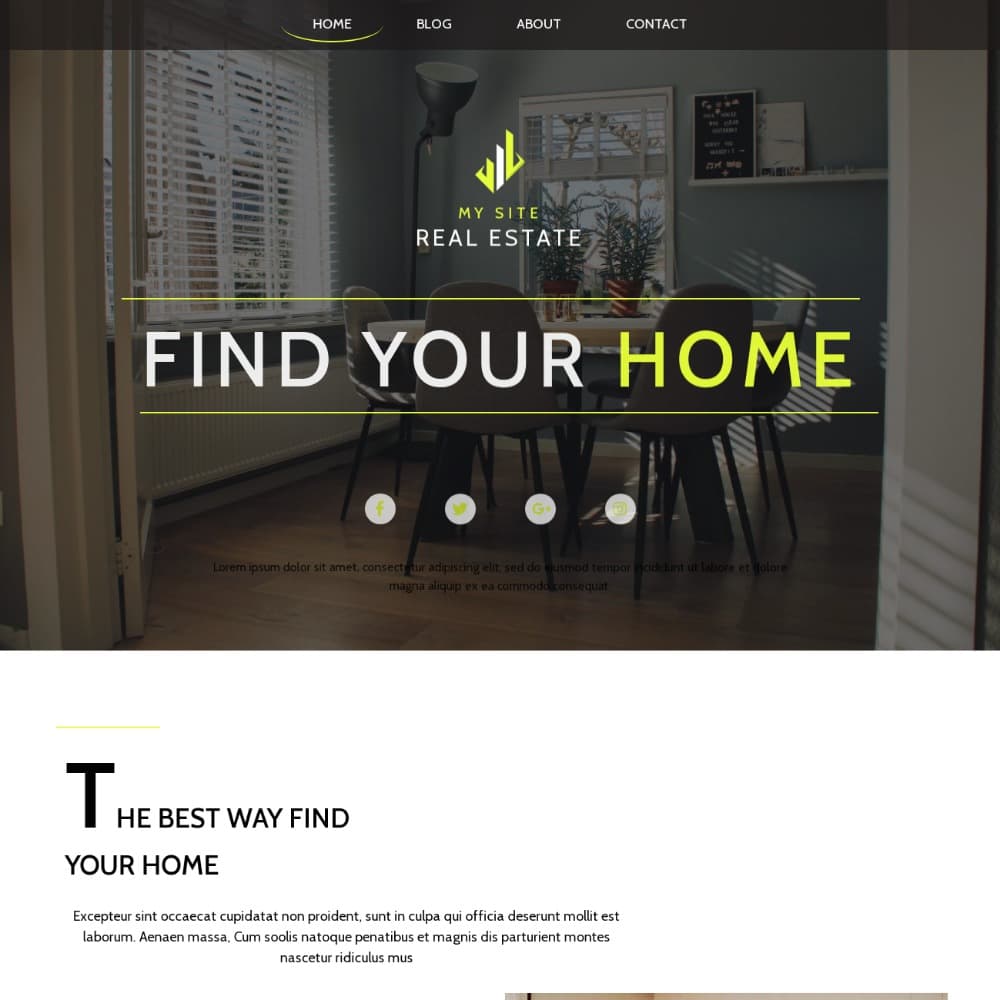 HOME BLOG ABOUT CONTACT
MY SITE
REAL ESTATE
FIND YOUR HOME
Lorem ipsum dolor sit amet, consectetur adipiscing elit, sed do eiusmod tempor incididunt ut labore et dolore
magna aliquip ex ea commodo consequat
THE BEST WAY FIND
YOUR HOME
Excepteur sint occaecat cupidatat non proident, sunt in culpa qui officia deserunt mollit est
laborum. Aenaen massa, Cum soolis natoque penatibus et magnis dis parturient montes
nascetur ridiculus mus